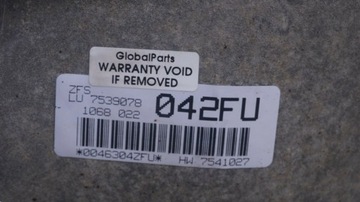 GlobalParts
WARRANTY VOID
IF REMOVED
ZFS
LU 7539078
1068 022
042FU
*0046304ZFU*
HW 7541027